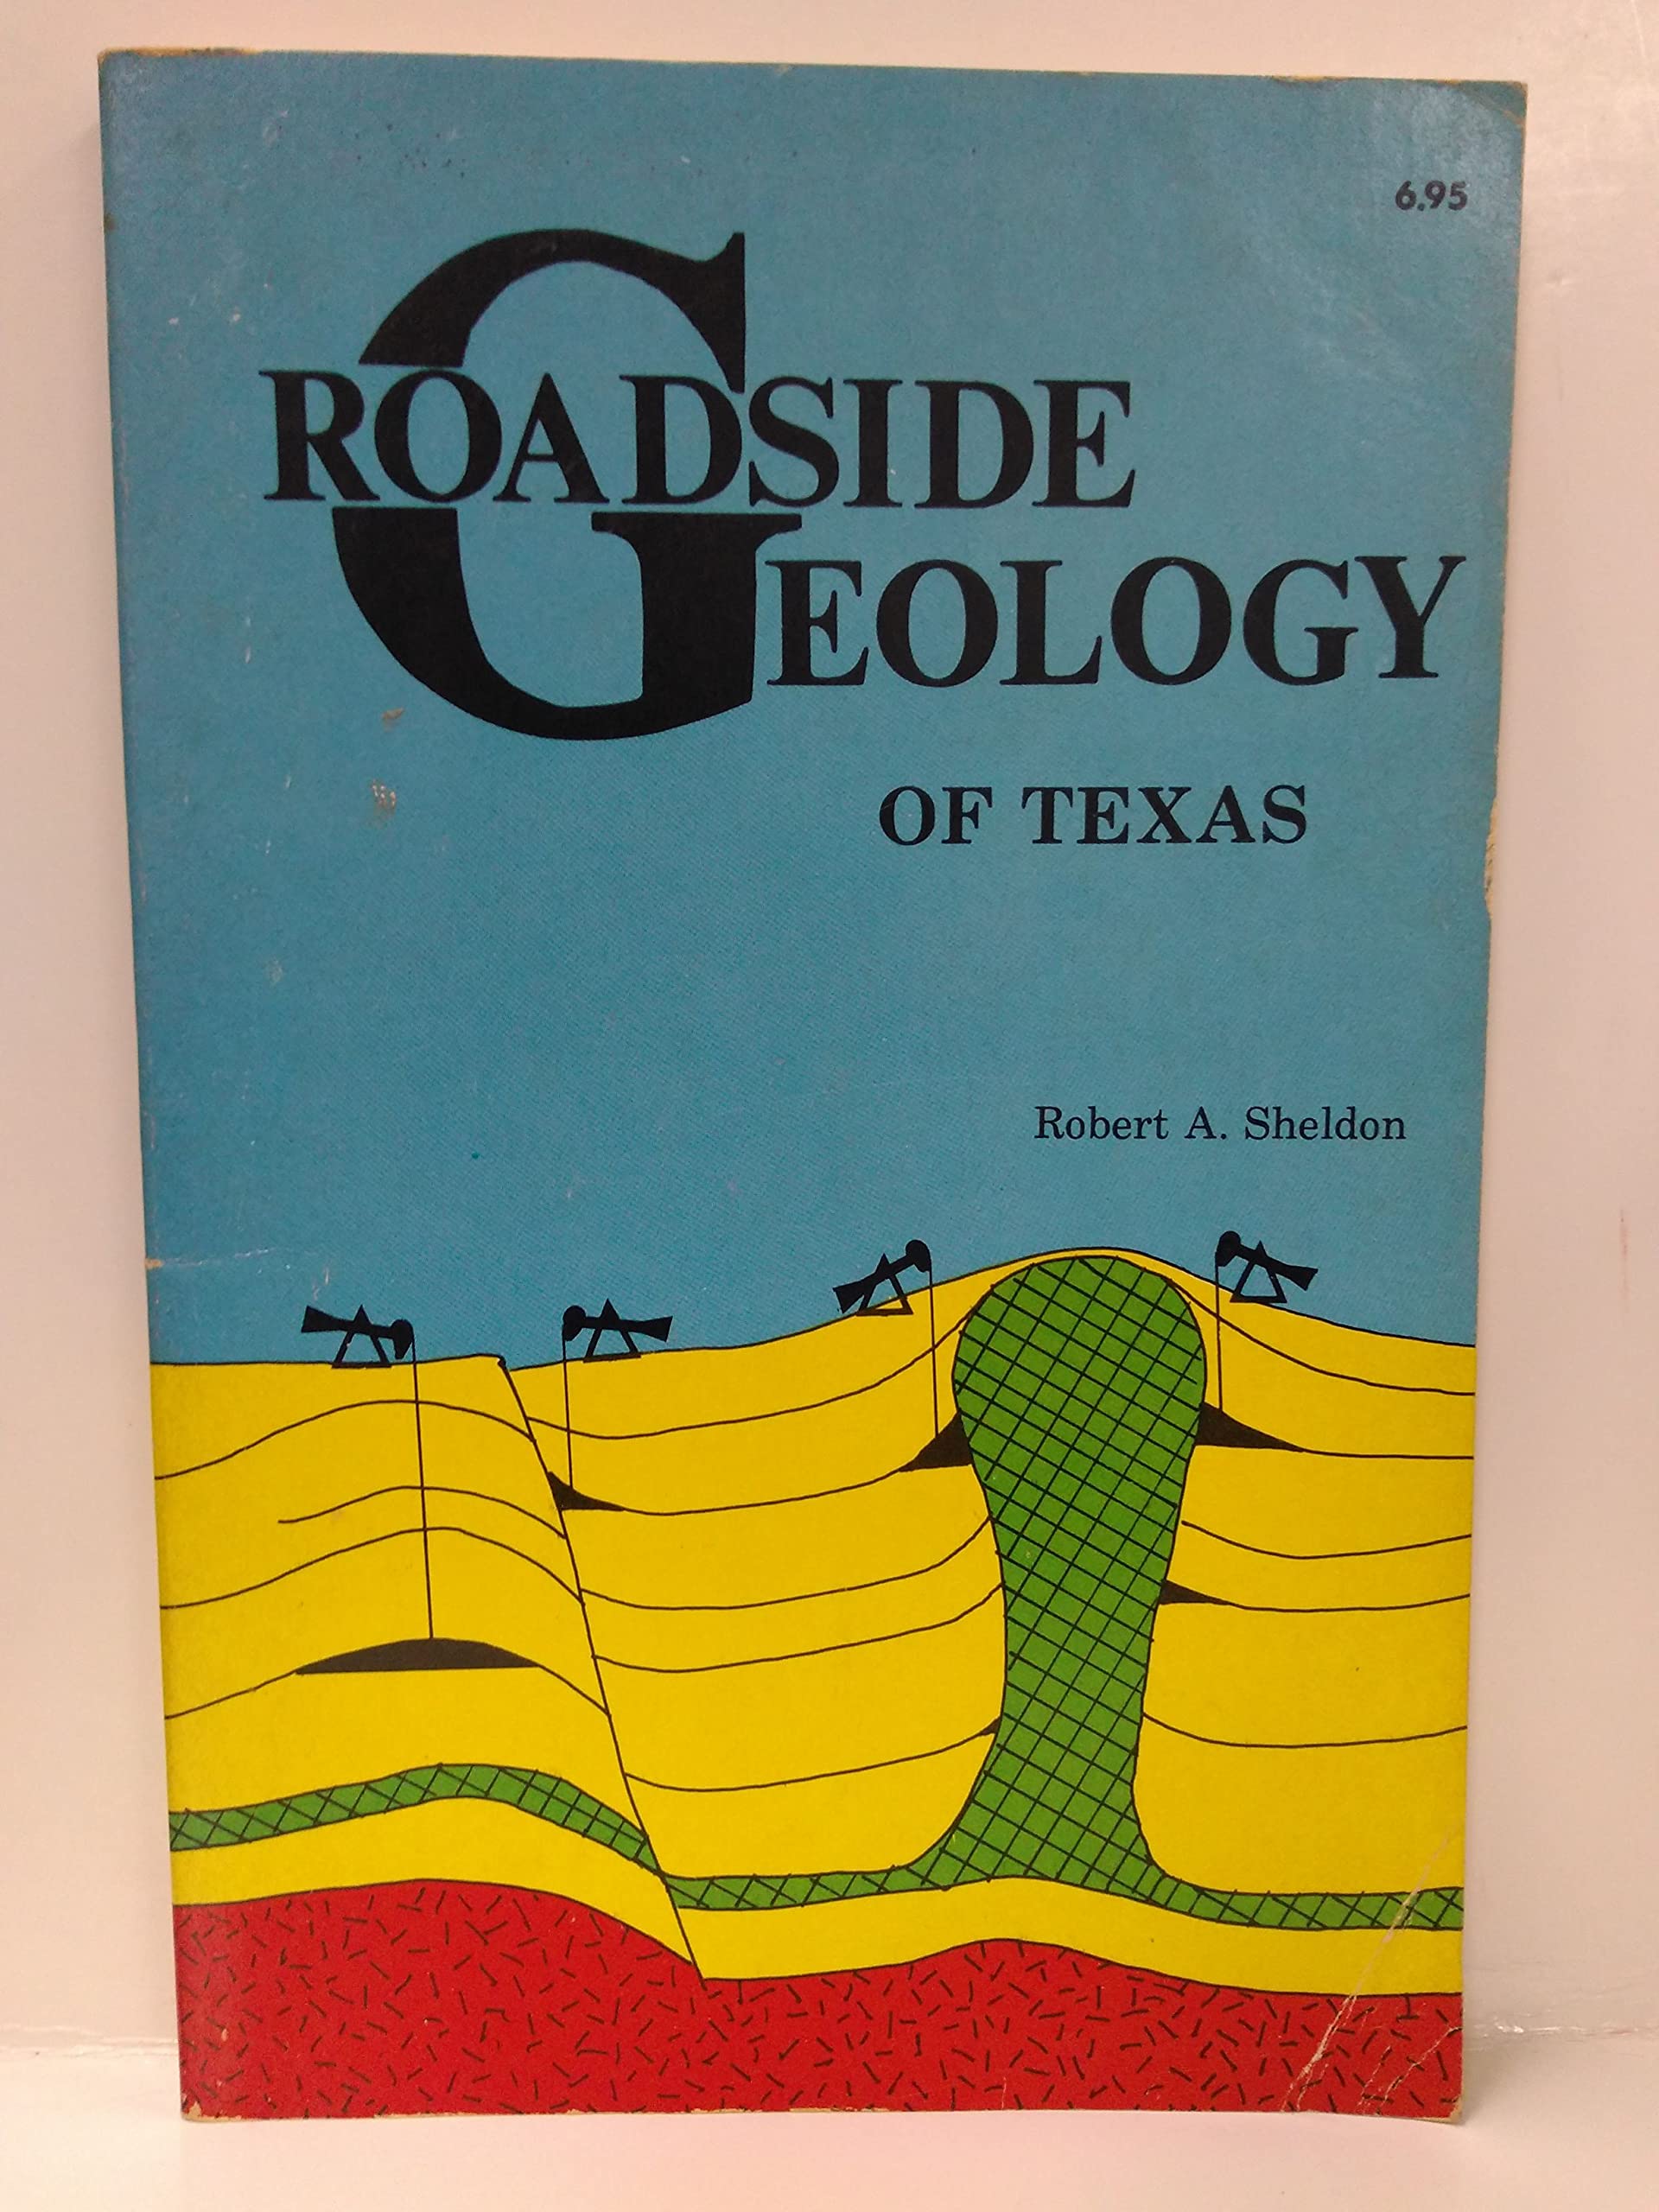 6.95
ROADSIDE
GEOLOGY
OF TEXAS
Robert A. Sheldon